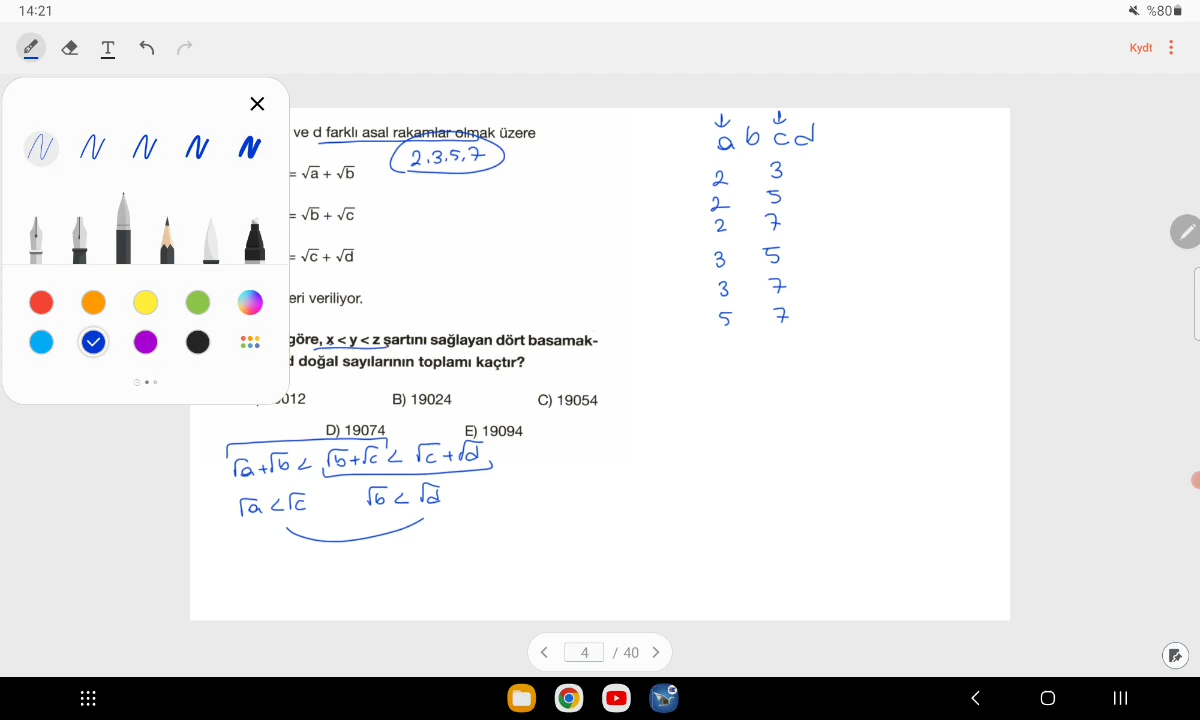 14:21
%80
T
Kydt
ve d farklı asal rakamlar olmak üzere
2,3,5,7
= √a + √b
= √b + √c
= √c + √d
eri veriliyor.
göre, x < y < z şartını sağlayan dört basamak-
d doğal sayılarının toplamı kaçtır?
012
B) 19024
C) 19054
D) 19074
E) 19094
√a+√b < √b+√c < √c+√d
√a < √c √b < √d
a b c d
2 3
2 5
2 7
3 5
3 7
5 7
4 / 40